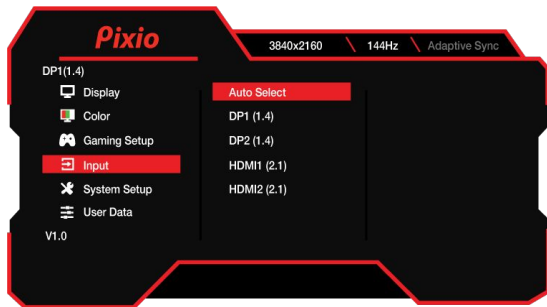 Pixio
3840x2160 \ 144Hz \ Adaptive Sync
DP1(1.4)
Display
Color
Gaming Setup
Input
System Setup
User Data
V1.0
Auto Select
DP1 (1.4)
DP2 (1.4)
HDMI1 (2.1)
HDMI2 (2.1)